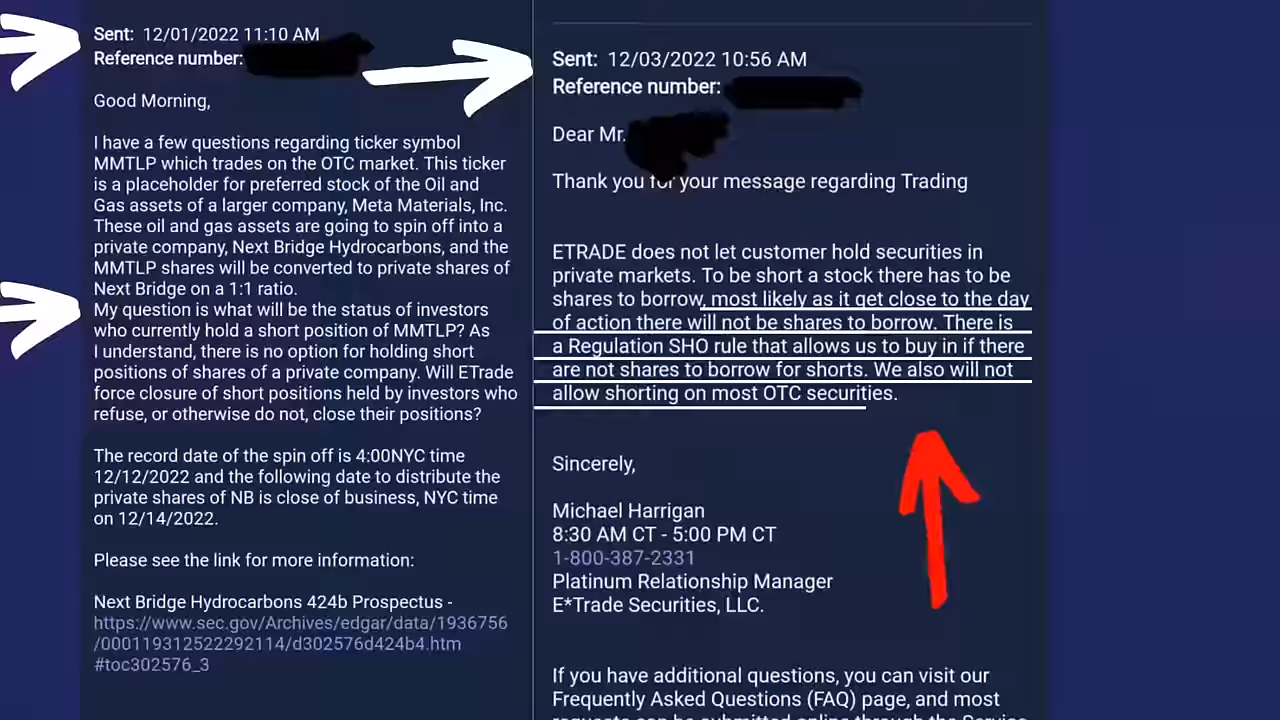 Sent: 12/01/2022 11:10 AM
Reference number:
Good Morning,
I have a few questions regarding ticker symbol
MMTLP which trades on the OTC market. This ticker
is a placeholder for preferred stock of the Oil and
Gas assets of a larger company, Meta Materials, Inc.
These oil and gas assets are going to spin off into a
private company, Next Bridge Hydrocarbons, and the
MMTLP shares will be converted to private shares of
Next Bridge on a 1:1 ratio.
My question is what will be the status of investors
who currently hold a short position of MMTLP? As
I understand, there is no option for holding short
positions of shares of a private company. Will ETrade
force closure of short positions held by investors who
refuse, or otherwise do not, close their positions?
The record date of the spin off is 4:00NYC time
12/12/2022 and the following date to distribute the
private shares of NB is close of business, NYC time
on 12/14/2022.
Please see the link for more information:
Next Bridge Hydrocarbons 424b Prospectus -
https://www.sec.gov/Archives/edgar/data/1936756
/000119312522292114/d302576d424b4.htm
#toc302576_3
Sent: 12/03/2022 10:56 AM
Reference number:
Dear Mr.
Thank you for your message regarding Trading
ETRADE does not let customer hold securities in
private markets. To be short a stock there has to be
shares to borrow, most likely as it get close to the day
of action there will not be shares to borrow. There is
a Regulation SHO rule that allows us to buy in if there
are not shares to borrow for shorts. We also will not
allow shorting on most OTC securities.
Sincerely,
Michael Harrigan
8:30 AM CT - 5:00 PM CT
1-800-387-2331
Platinum Relationship Manager
E*Trade Securities, LLC.
If you have additional questions, you can visit our
Frequently Asked Questions (FAQ) page, and most
requests can be submitted online through the Service